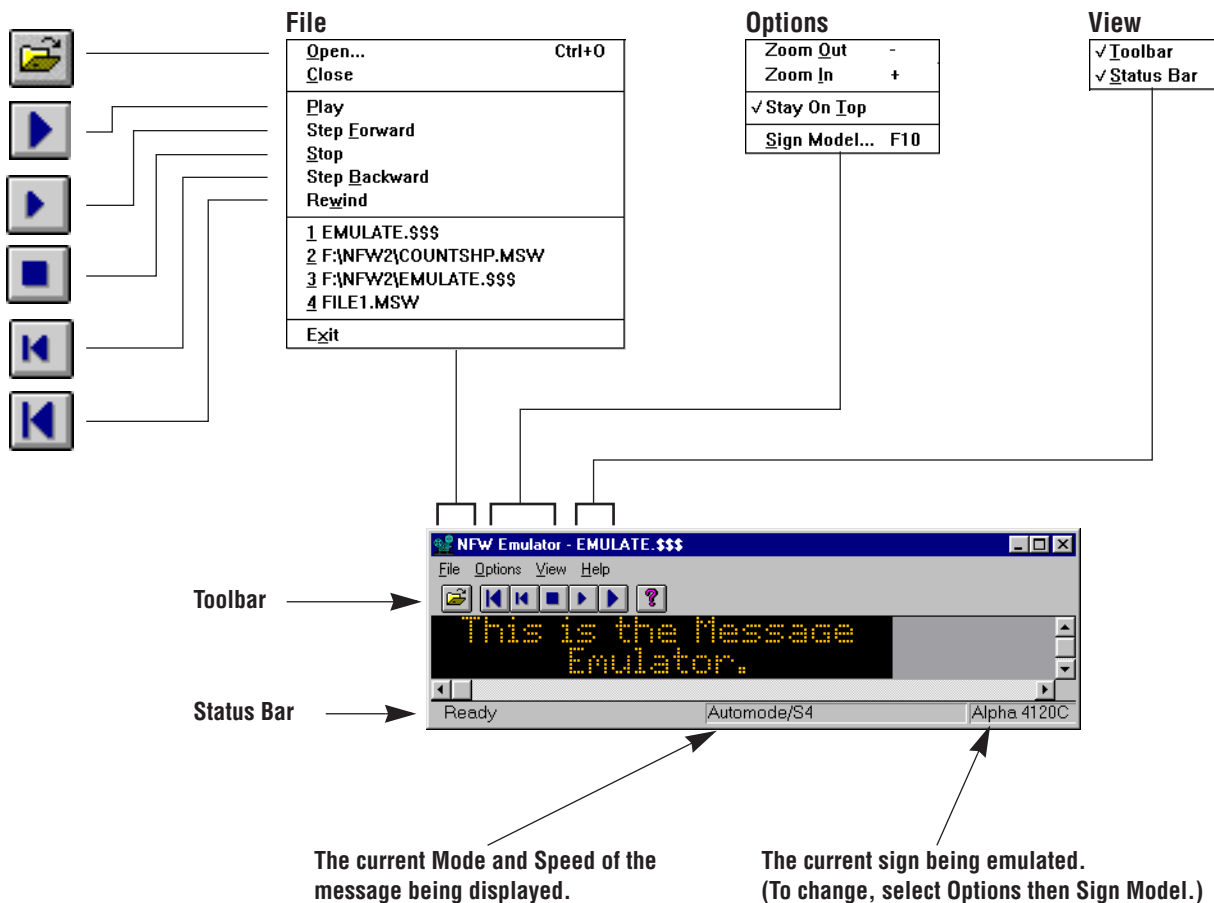 File
Open... Ctrl+O
Close
Play
Step Forward
Stop
Step Backward
Rewind
1 EMULATE.$$$
2 F:\NFW2\COUNTSHP.MSW
3 F:\NFW2\EMULATE.$$$
4 FILE1.MSW
Exit
Options
Zoom Out -
Zoom In +
√ Stay On Top
Sign Model... F10
View
√ Toolbar
√ Status Bar
NFW Emulator - EMULATE.$$$
File Options View Help
Toolbar
?
This is the Message
Emulator.
Status Bar
Ready Automode/S4 Alpha 4120C
The current Mode and Speed of the
message being displayed.
The current sign being emulated.
(To change, select Options then Sign Model.)